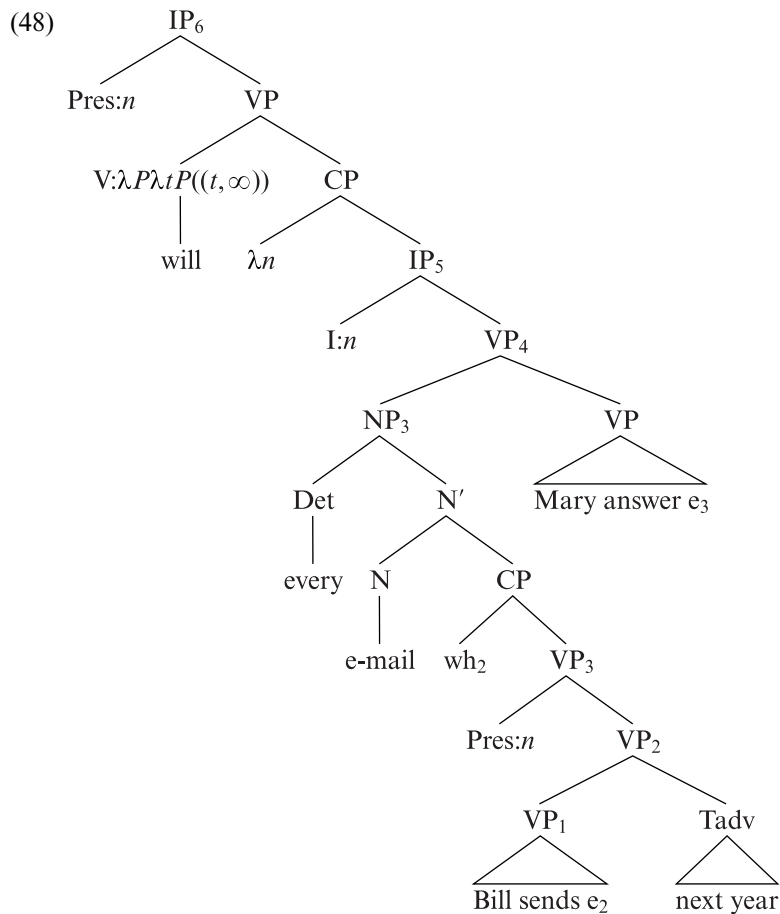 (48) IP₆
Pres:n VP
V:λPλtP((t,∞)) CP
will λn IP₅
I:n VP₄
NP₃ VP
Det N′ Mary answer e₃
every N CP
e-mail wh₂ VP₃
Pres:n VP₂
VP₁ Tadv
Bill sends e₂ next year